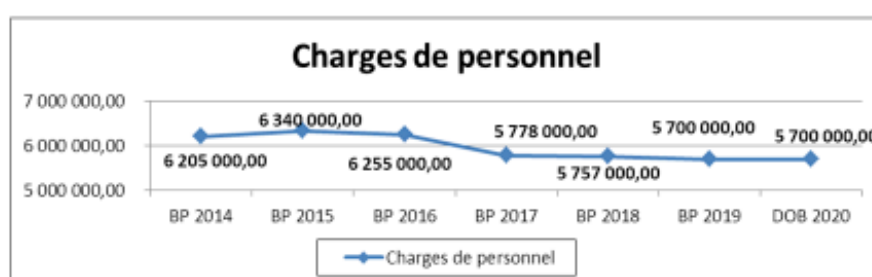 Charges de personnel
7 000 000,00
6 000 000,00
5 000 000,00
6 205 000,00
6 340 000,00
6 255 000,00
5 778 000,00
5 757 000,00
5 700 000,00
5 700 000,00
BP 2014 BP 2015 BP 2016 BP 2017 BP 2018 BP 2019 DOB 2020
Charges de personnel